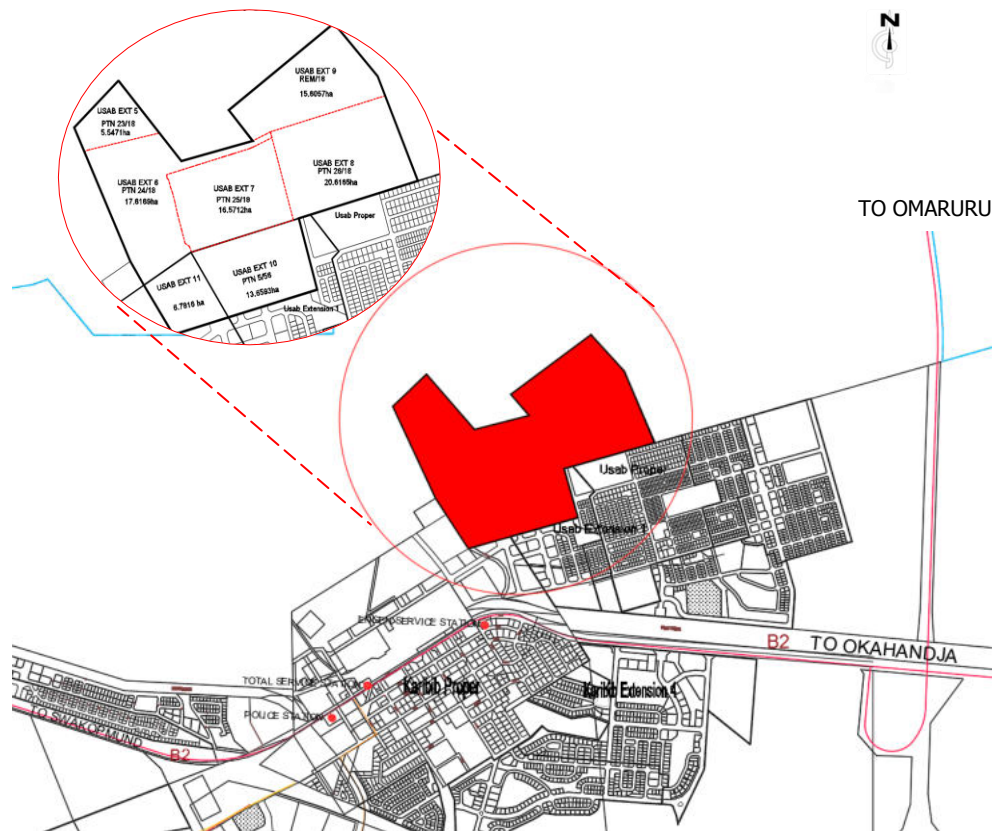 N
USAB EXT 9
REM/18
15.6057ha
USAB EXT 5
PTN 23/18
5.5471ha
USAB EXT 8
PTN 26/18
20.6165ha
USAB EXT 6
PTN 24/18
17.6169ha
USAB EXT 7
PTN 25/18
16.5712ha
Usab Proper
USAB EXT 10
PTN 5/56
13.6593ha
USAB EXT 11
6.7916 ha
Usab Extension 1
TO OMARURU
Usab Proper
Usab Extension 1
SERVICE STATION
B2
TO OKAHANDJA
TOTAL SERVICE STATION
Karibib Proper
Karibib Extension 4
POLICE STATION
TO SWAKOPMUND
B2